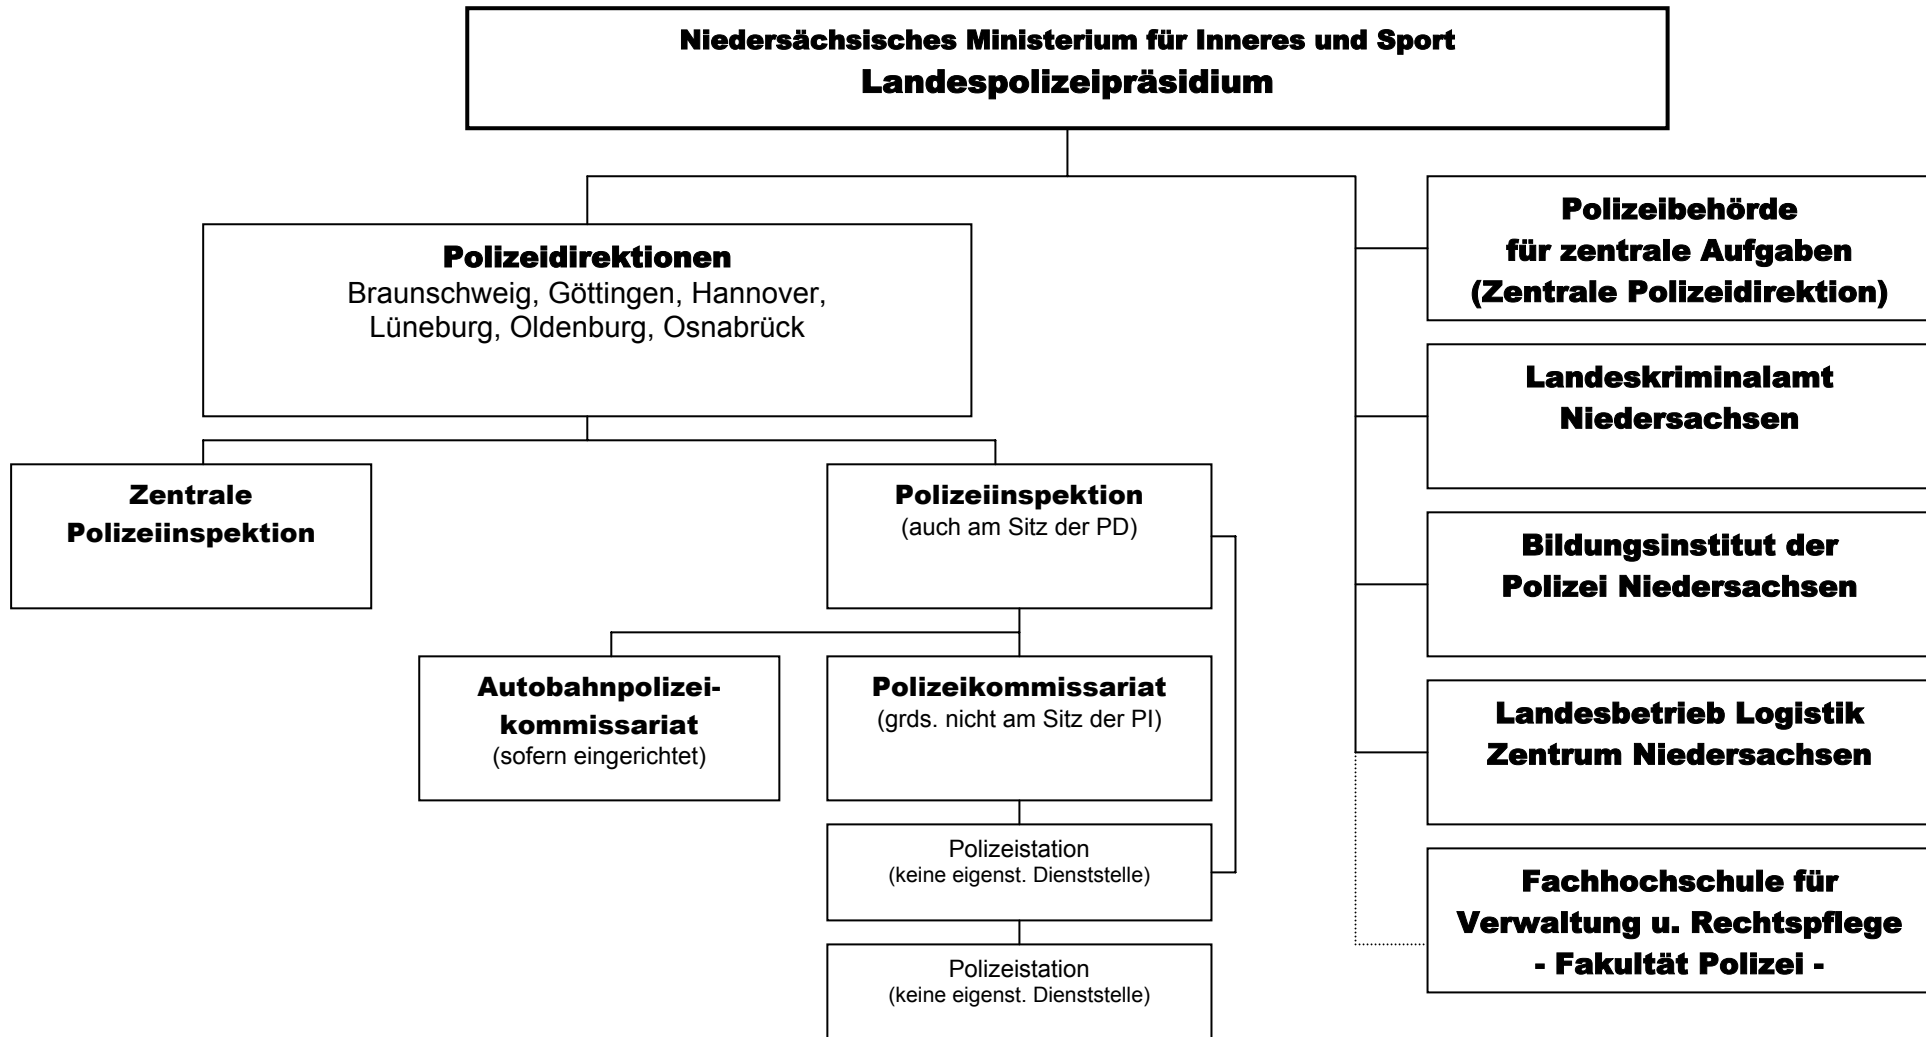 Niedersächsisches Ministerium für Inneres und Sport
Landespolizeipräsidium
Polizeidirektionen
Braunschweig, Göttingen, Hannover,
Lüneburg, Oldenburg, Osnabrück
Zentrale
Polizeiinspektion
Polizeiinspektion
(auch am Sitz der PD)
Autobahnpolizei-
kommissariat
(sofern eingerichtet)
Polizeikommissariat
(grds. nicht am Sitz der PI)
Polizeistation
(keine eigenst. Dienststelle)
Polizeistation
(keine eigenst. Dienststelle)
Polizeibehörde
für zentrale Aufgaben
(Zentrale Polizeidirektion)
Landeskriminalamt
Niedersachsen
Bildungsinstitut der
Polizei Niedersachsen
Landesbetrieb Logistik
Zentrum Niedersachsen
Fachhochschule für
Verwaltung u. Rechtspflege
- Fakultät Polizei -